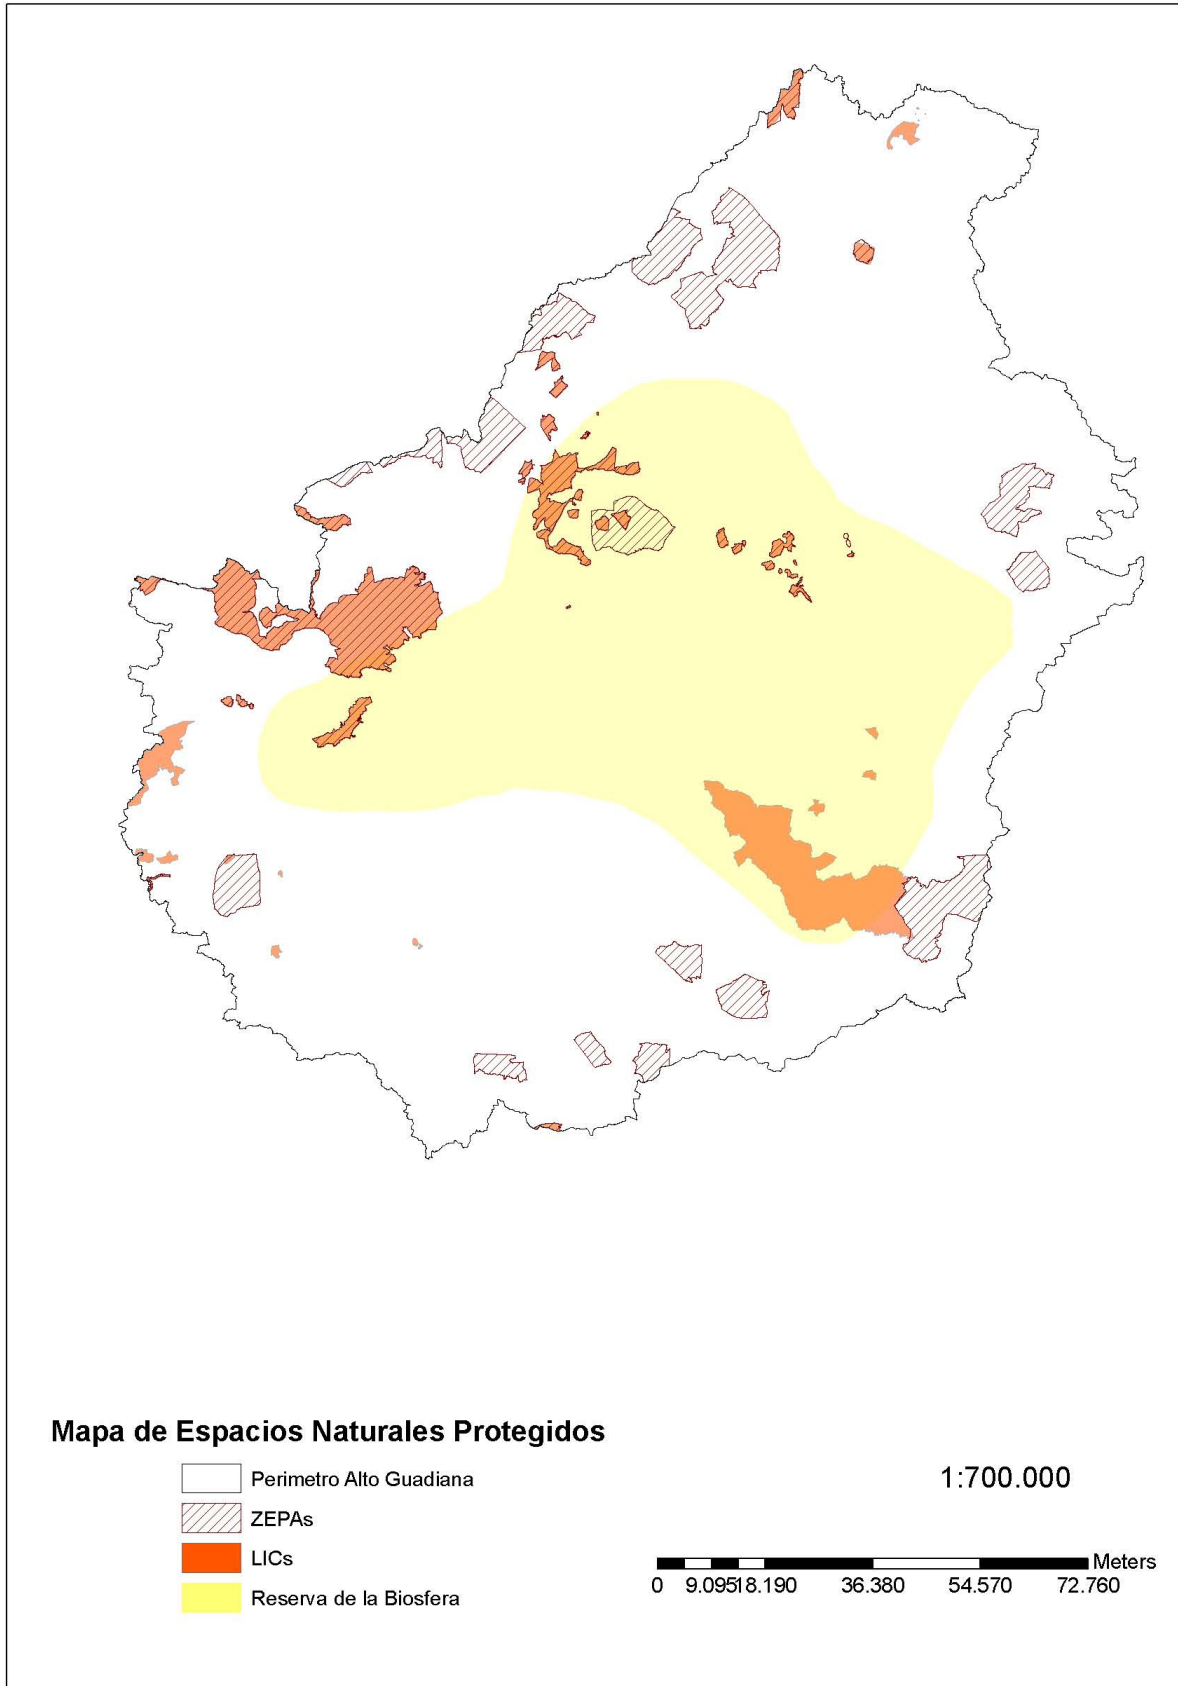 Mapa de Espacios Naturales Protegidos
Perimetro Alto Guadiana
ZEPAs
LICs
Reserva de la Biosfera
1:700.000
Meters
0 9.095 18.190 36.380 54.570 72.760